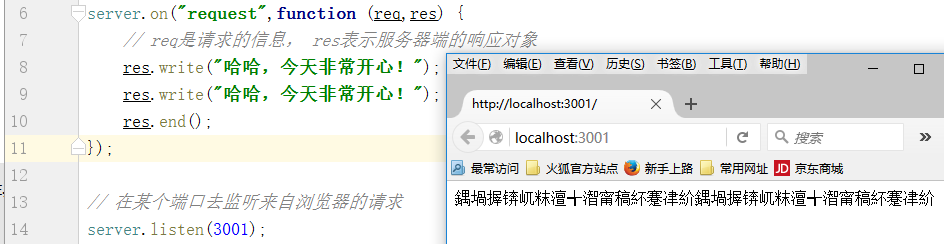 6 server.on("request",function (req,res) {
7 // req是请求的信息， res表示服务器端的响应对象
8 res.write("哈哈，今天非常开心！");
9 res.write("哈哈，今天非常开心！");
10 res.end();
11 });
12
13 // 在某个端口去监听来自浏览器的请求
14 server.listen(3001);
文件(F) 编辑(E) 查看(V) 历史(S) 书签(B) 工具(T) 帮助(H)
http://localhost:3001/
localhost:3001 搜索
最常访问 火狐官方站点 新手上路 常用网址 JD 京东商城
鍝堝搱锛屼粖澶╅潪甯稿紑蹇冿紒鍝堝搱锛屼粖澶╅潪甯稿紑蹇冿紒